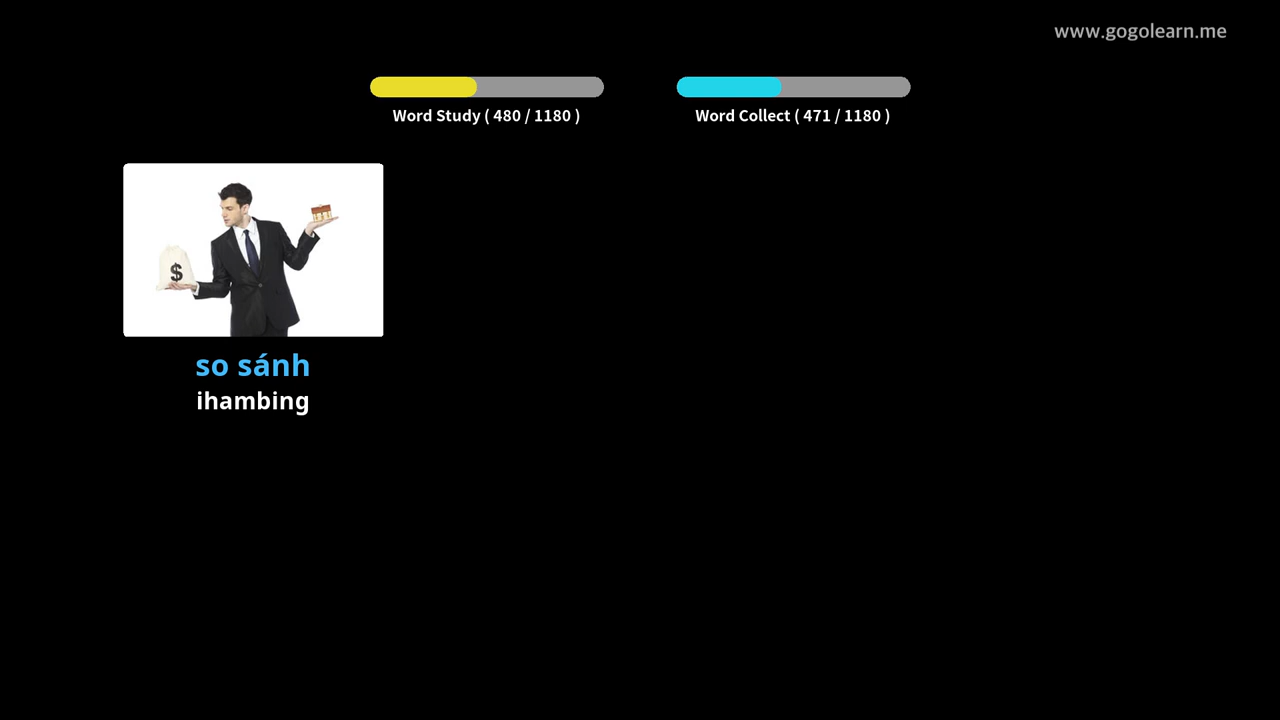 www.gogolearn.me
Word Study ( 480 / 1180 )
Word Collect ( 471 / 1180 )
$
so sánh
ihambing